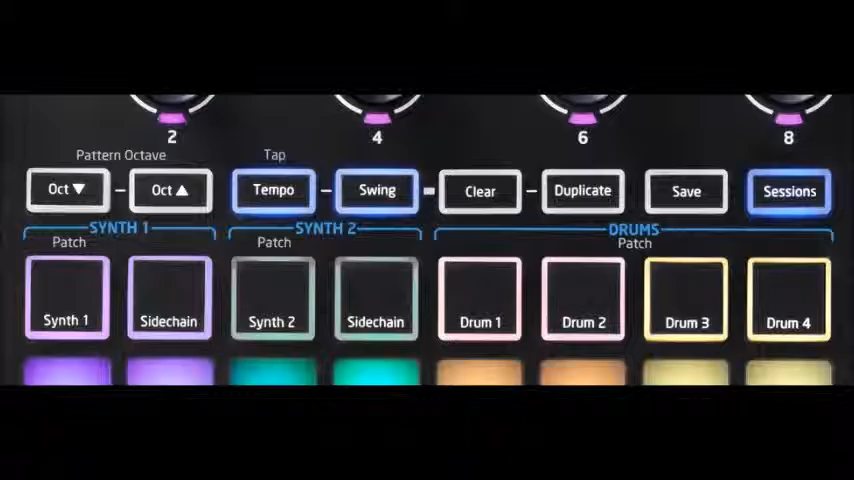 2 4 6 8
Pattern Octave Tap
Oct ▼ Oct ▲ Tempo Swing Clear Duplicate Save Sessions
SYNTH 1 SYNTH 2 DRUMS
Patch Patch Patch
Synth 1 Sidechain Synth 2 Sidechain Drum 1 Drum 2 Drum 3 Drum 4